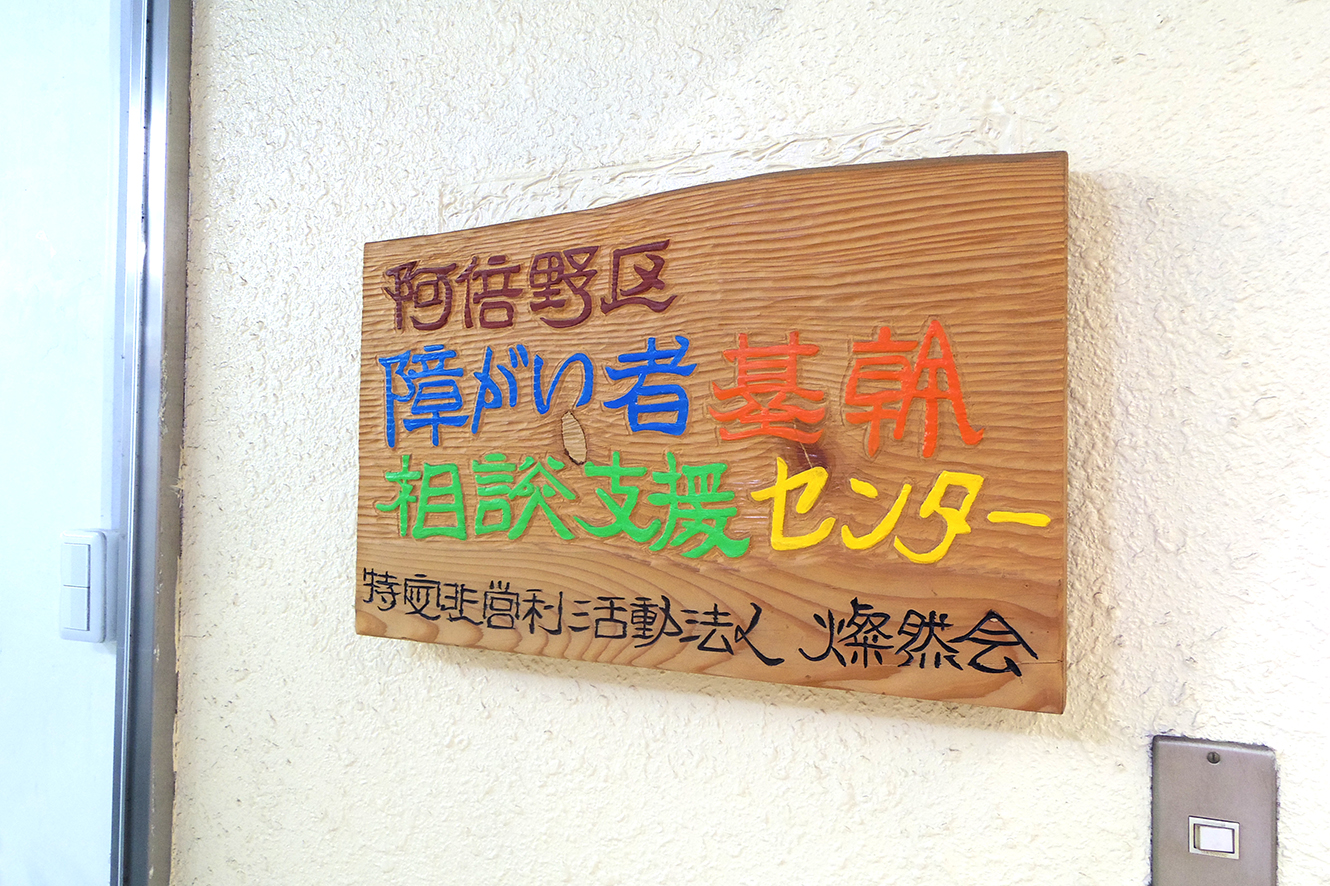 阿倍野区
障がい者基幹
相談支援センター
特定非営利活動法人 燦然会